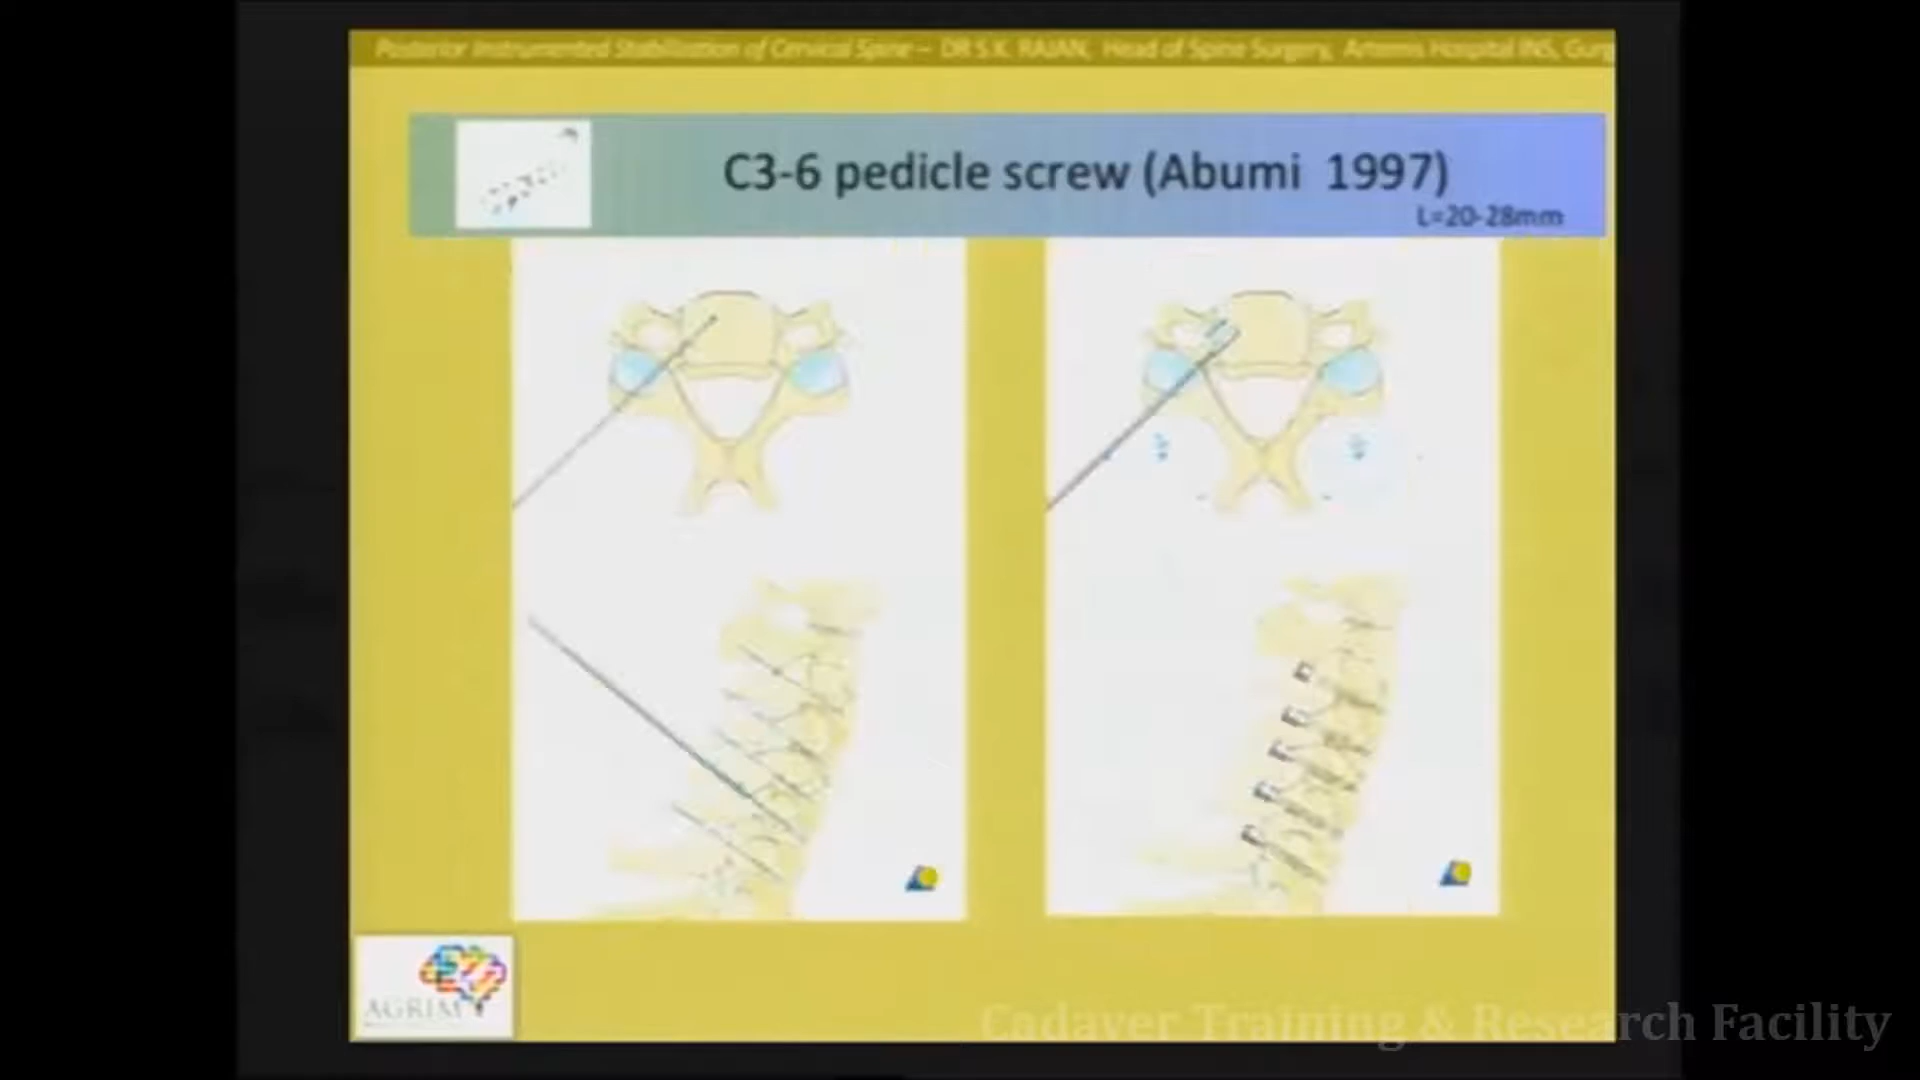 Posterior Instrumented Stabilisation of Cervical Spine – DR S.K. RAJAN, Head of Spine Surgery, Artemis Hospital INS, Gurg
C3-6 pedicle screw (Abumi 1997)
L=20-28mm
AGRIM
Cadaver Training & Research Facility